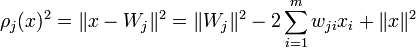 ρ_j(x)² = ‖x − W_j‖² = ‖W_j‖² − 2 ∑_{i=1}^{m} w_{ji}x_i + ‖x‖²